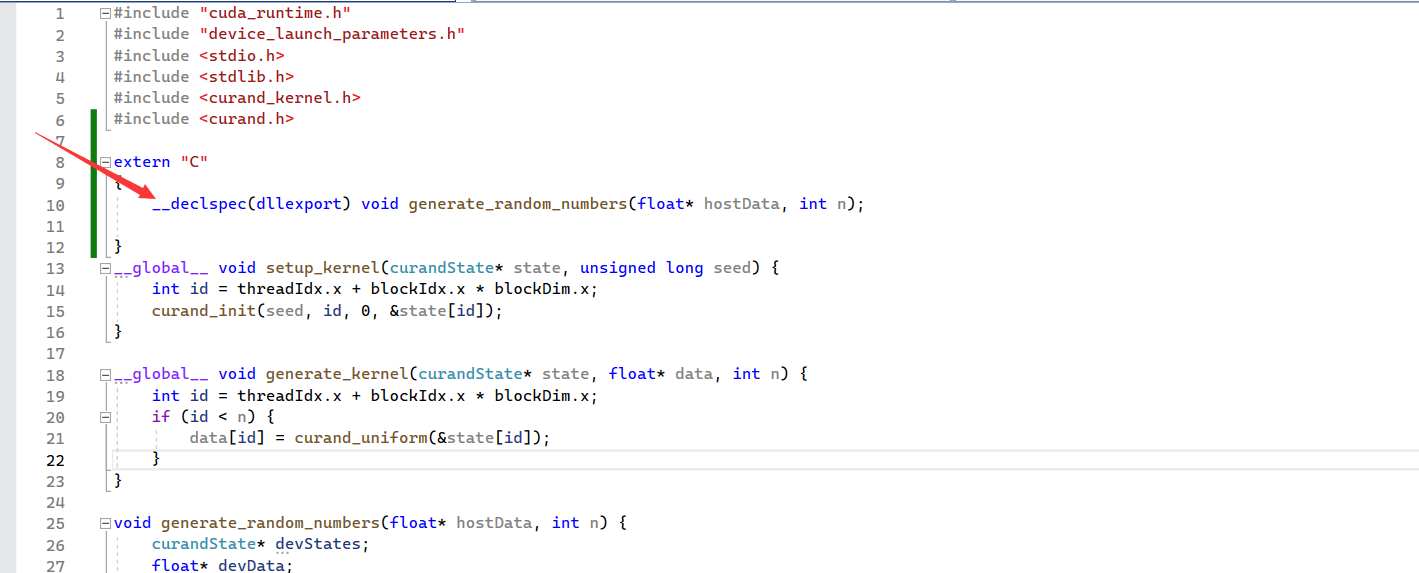 1 #include "cuda_runtime.h"
2 #include "device_launch_parameters.h"
3 #include <stdio.h>
4 #include <stdlib.h>
5 #include <curand_kernel.h>
6 #include <curand.h>
7
8 extern "C"
9 {
10 __declspec(dllexport) void generate_random_numbers(float* hostData, int n);
11
12 }
13 __global__ void setup_kernel(curandState* state, unsigned long seed) {
14 int id = threadIdx.x + blockIdx.x * blockDim.x;
15 curand_init(seed, id, 0, &state[id]);
16 }
17
18 __global__ void generate_kernel(curandState* state, float* data, int n) {
19 int id = threadIdx.x + blockIdx.x * blockDim.x;
20 if (id < n) {
21 data[id] = curand_uniform(&state[id]);
22 }
23 }
24
25 void generate_random_numbers(float* hostData, int n) {
26 curandState* devStates;
27 float* devData;